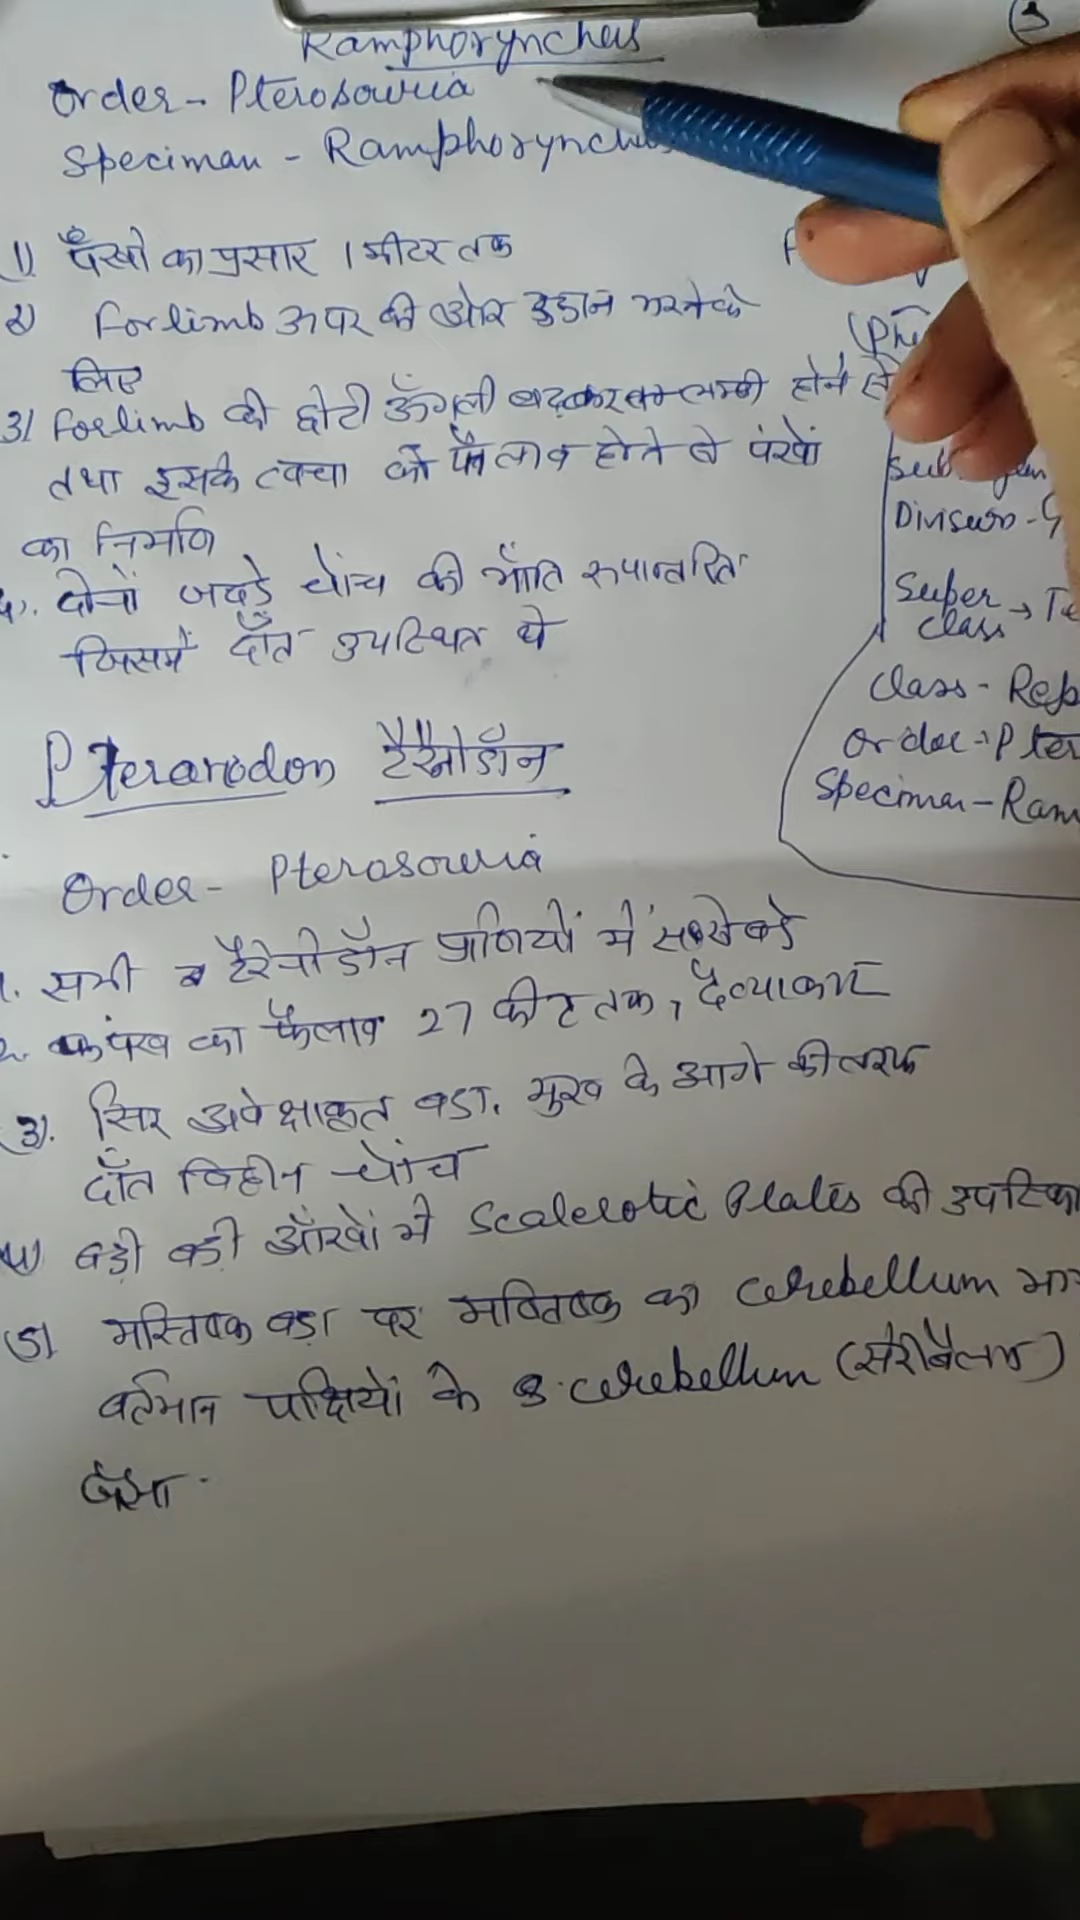 Ramphorynchus
Order - Pterosauria
Speciman - Ramphorynchus
1) पँखो का प्रसार 1 मीटर तक
2) Forlimb ऊपर की ओर उड़ान भरने के
लिए
3) Forlimb की छोटी ऊँगली बढ़कर लम्बी होने से
तथा इसके त्वचा के फैलाव होने से पंखों
का निर्माण
4). दोनों जबड़े चोंच की भाँति रूपान्तरित
जिसमें दाँत उपस्थित थे
Sub
Division - G
Super → Te
class
Class - Rep
Order - Pter
Specimen - Ram
Pteranodon टैरैनोडॉन
Order - Pterosauria
1. सभी टैरेनोडॉन प्राणियों में सबसे बड़े
2. पंख का फैलाव 27 फीट तक, दैत्याकार
(3). सिर अपेक्षाकृत बड़ा, मुख के आगे की तरफ
दाँत विहीन चोंच
(4) बड़ी बड़ी आँखों में Scalerotic Plates की उपस्थि
(5) मस्तिष्क बड़ा पर मस्तिष्क का Cerebellum भाग
वर्तमान पक्षियों के cerebellum (सेरीबैलम)
जैसा.